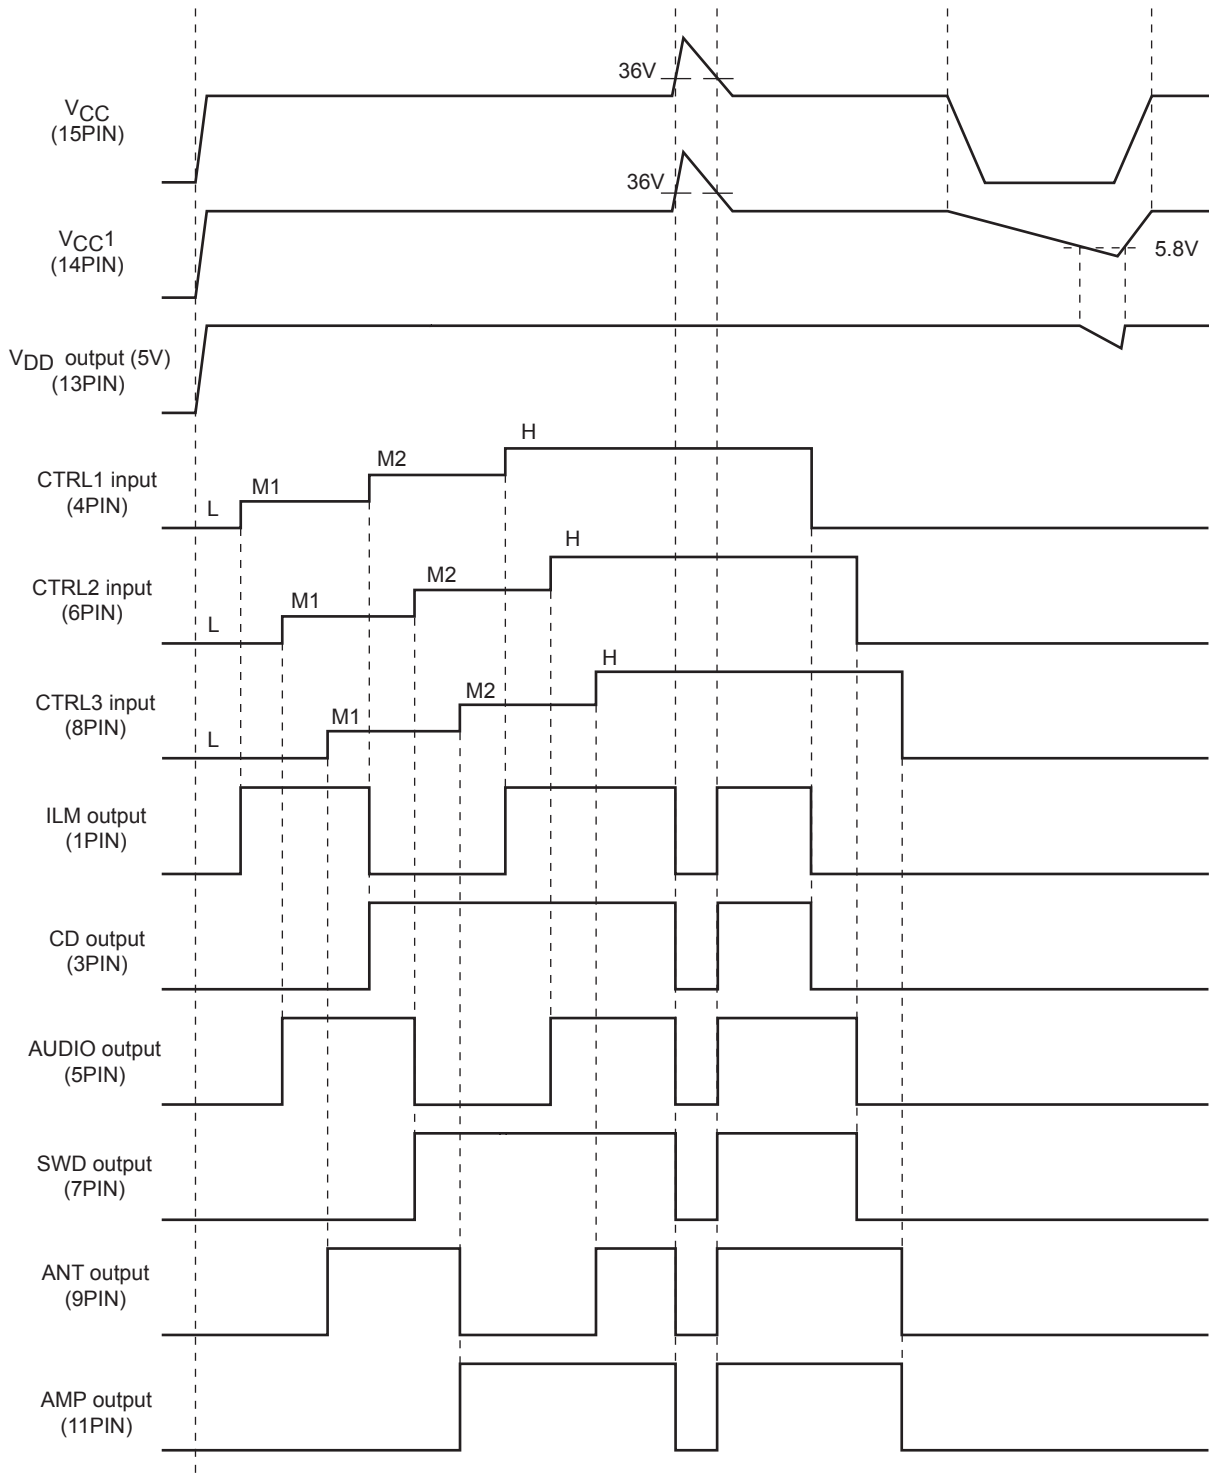 36V
VCC
(15PIN)
36V
VCC1
(14PIN)
5.8V
VDD output (5V)
(13PIN)
H
M2
CTRL1 input
(4PIN)
M1
L
H
M2
CTRL2 input
(6PIN)
M1
L
H
M2
CTRL3 input
(8PIN)
M1
L
ILM output
(1PIN)
CD output
(3PIN)
AUDIO output
(5PIN)
SWD output
(7PIN)
ANT output
(9PIN)
AMP output
(11PIN)